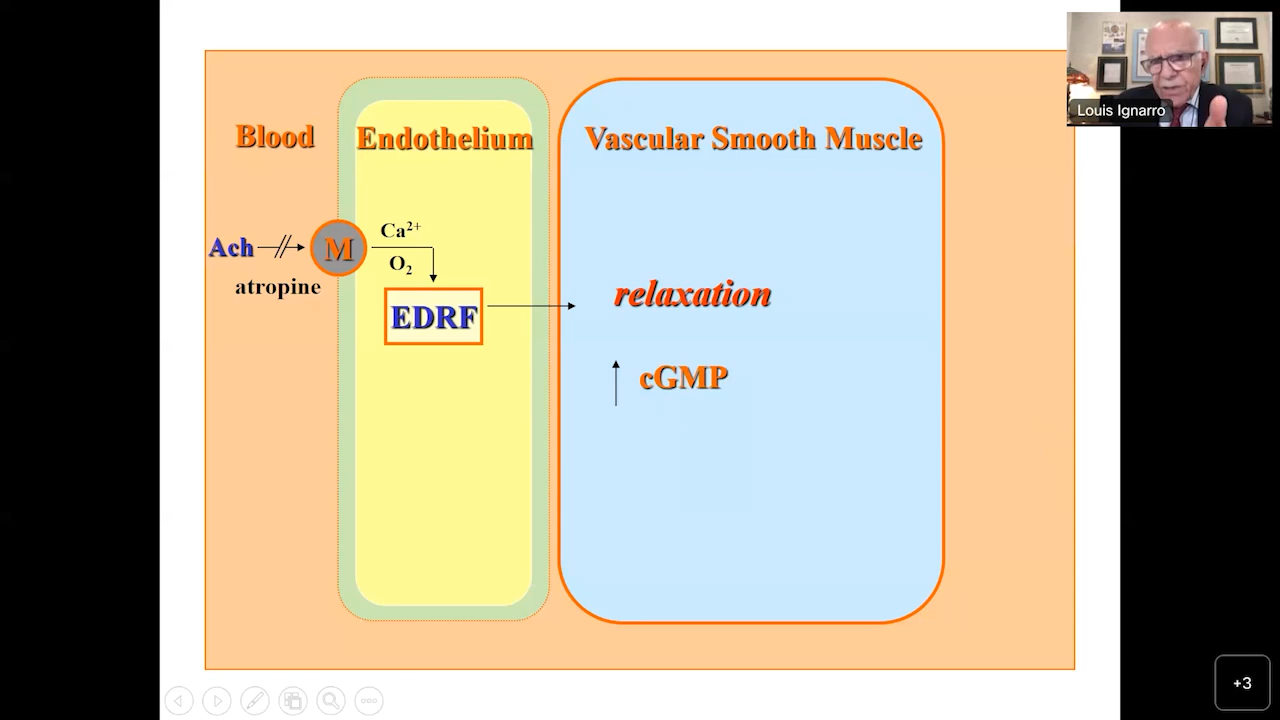 Louis Ignarro
Blood
Endothelium
Vascular Smooth Muscle
Ach
M
Ca²⁺
O₂
atropine
EDRF
relaxation
cGMP
+3